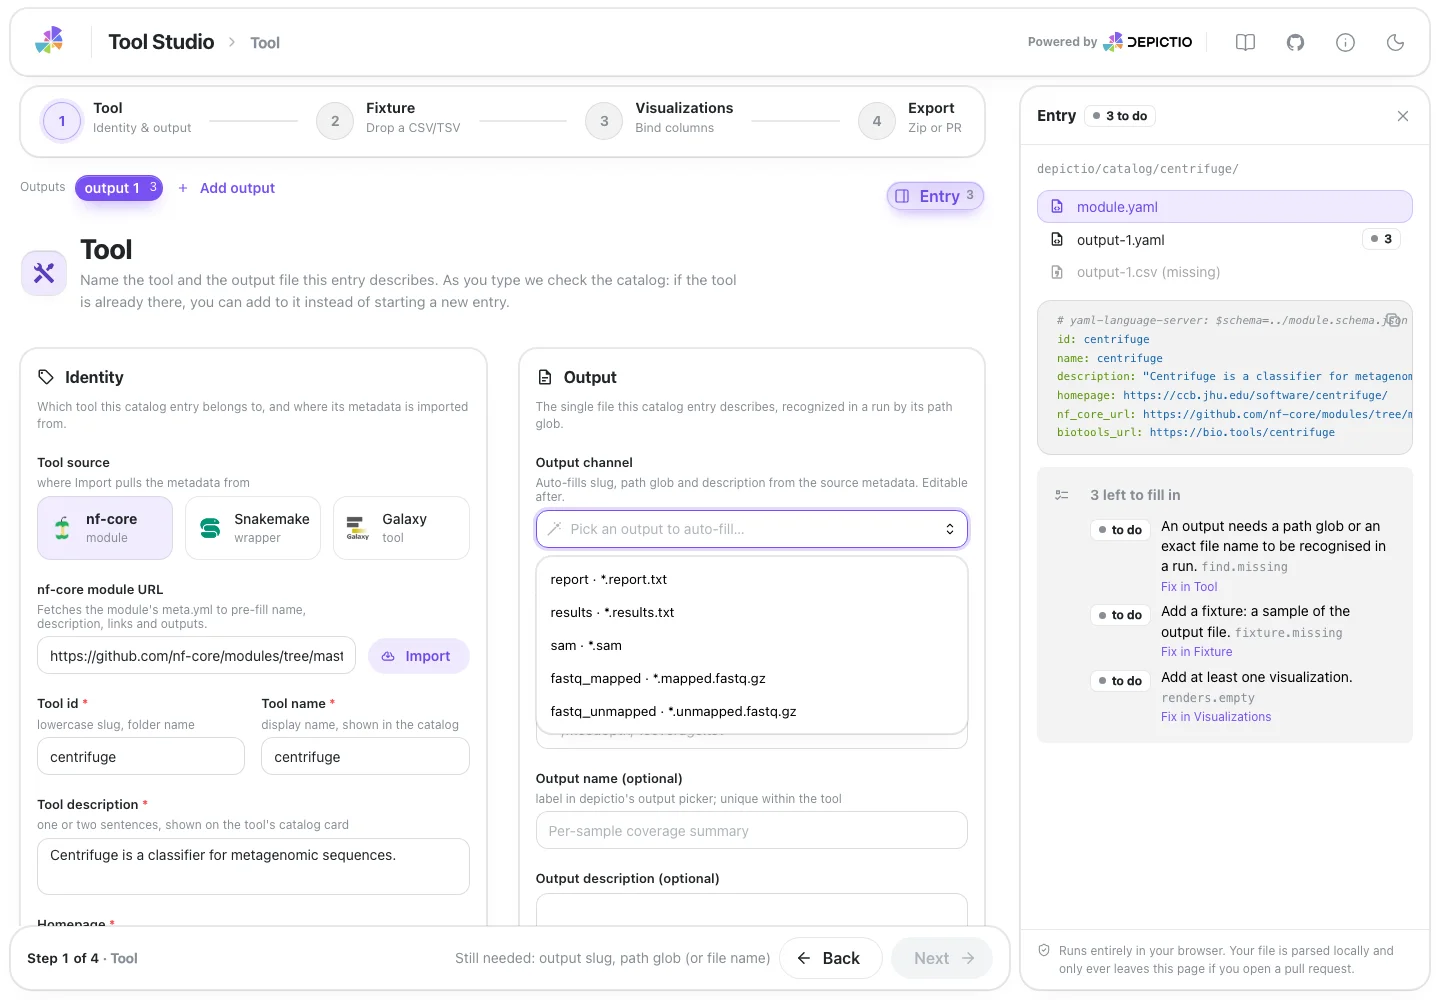 Tool Studio
Tool
Powered by DEPICTIO
1
Tool
Identity & output
2
Fixture
Drop a CSV/TSV
3
Visualizations
Bind columns
4
Export
Zip or PR
Outputs
output 1 3
+ Add output
Entry 3
Tool
Name the tool and the output file this entry describes. As you type we check the catalog: if the tool
is already there, you can add to it instead of starting a new entry.
Identity
Which tool this catalog entry belongs to, and where its metadata is imported
from.
Tool source
where Import pulls the metadata from
nf-core
module
Snakemake
wrapper
Galaxy
Galaxy
tool
nf-core module URL
Fetches the module's meta.yml to pre-fill name,
description, links and outputs.
https://github.com/nf-core/modules/tree/mast
Import
Tool id *
lowercase slug, folder name
centrifuge
Tool name *
display name, shown in the catalog
centrifuge
Tool description *
one or two sentences, shown on the tool's catalog card
Centrifuge is a classifier for metagenomic sequences.
Homepage *
Output
The single file this catalog entry describes, recognized in a run by its path
glob.
Output channel
Auto-fills slug, path glob and description from the source metadata. Editable
after.
Pick an output to auto-fill...
report · *.report.txt
results · *.results.txt
sam · *.sam
fastq_mapped · *.mapped.fastq.gz
fastq_unmapped · *.unmapped.fastq.gz
Output name (optional)
label in depictio's output picker; unique within the tool
Per-sample coverage summary
Output description (optional)
Step 1 of 4 · Tool
Still needed: output slug, path glob (or file name)
Back
Next
Entry
3 to do
depictio/catalog/centrifuge/
module.yaml
output-1.yaml
3
output-1.csv (missing)
# yaml-language-server: $schema=../module.schema.json
id: centrifuge
name: centrifuge
description: "Centrifuge is a classifier for metagenom
homepage: https://ccb.jhu.edu/software/centrifuge/
nf_core_url: https://github.com/nf-core/modules/tree/m
biotools_url: https://bio.tools/centrifuge
3 left to fill in
to do
An output needs a path glob or an
exact file name to be recognised in
a run. find.missing
Fix in Tool
to do
Add a fixture: a sample of the
output file. fixture.missing
Fix in Fixture
to do
Add at least one visualization.
renders.empty
Fix in Visualizations
Runs entirely in your browser. Your file is parsed locally and
only ever leaves this page if you open a pull request.